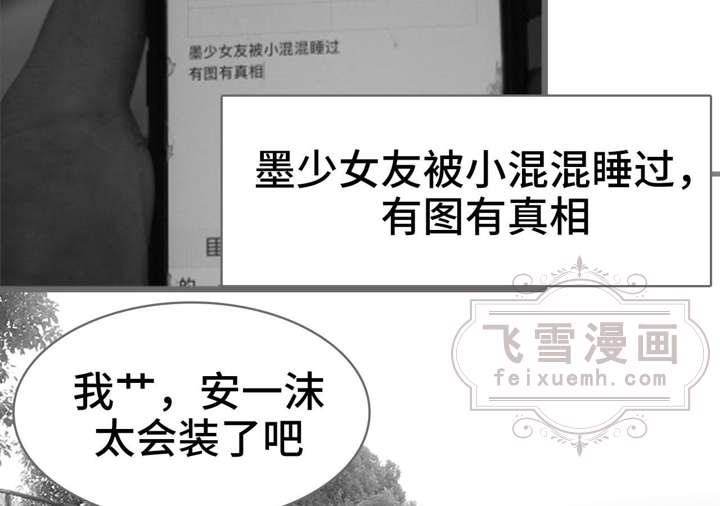 墨少女友被小混混睡过
有图有真相
墨少女友被小混混睡过，
有图有真相
的
飞雪漫画
feixuemh.com
我艹，安一沫
太会装了吧